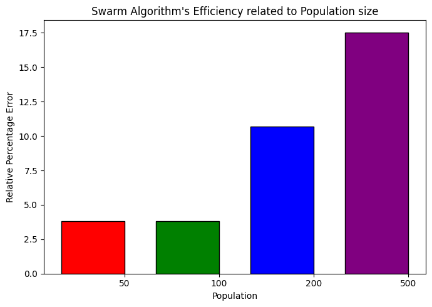 Swarm Algorithm's Efficiency related to Population size
17.5
15.0
12.5
10.0
7.5
5.0
2.5
0.0
Relative Percentage Error
50 100 200 500
Population